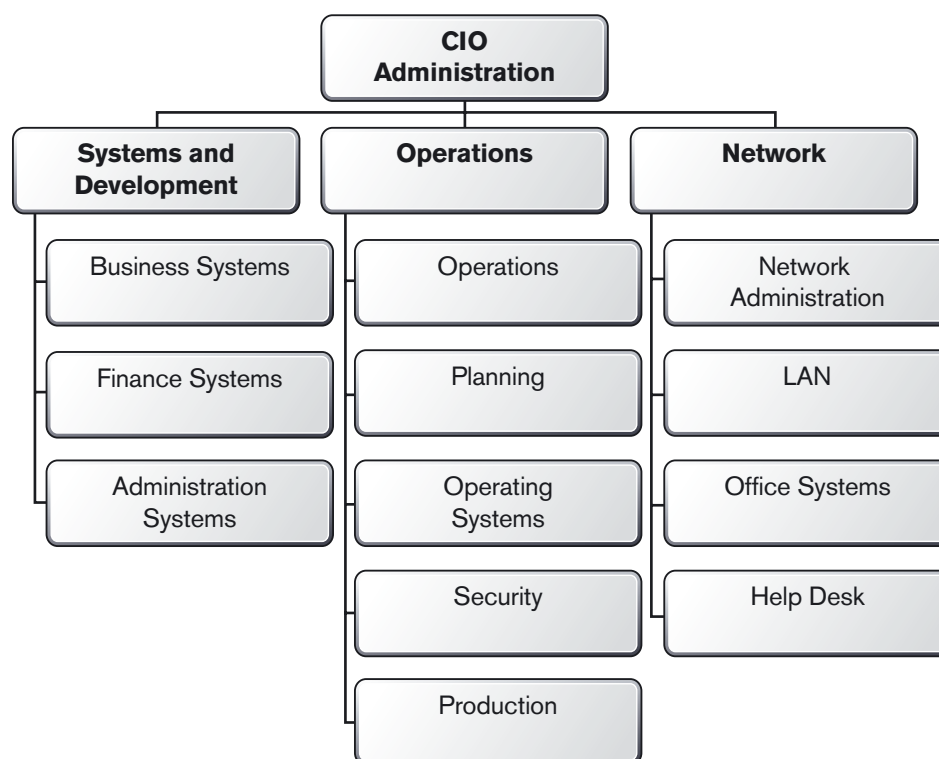 CIO
Administration
Systems and
Development
Operations
Network
Business Systems
Finance Systems
Administration
Systems
Operations
Planning
Operating
Systems
Security
Production
Network
Administration
LAN
Office Systems
Help Desk